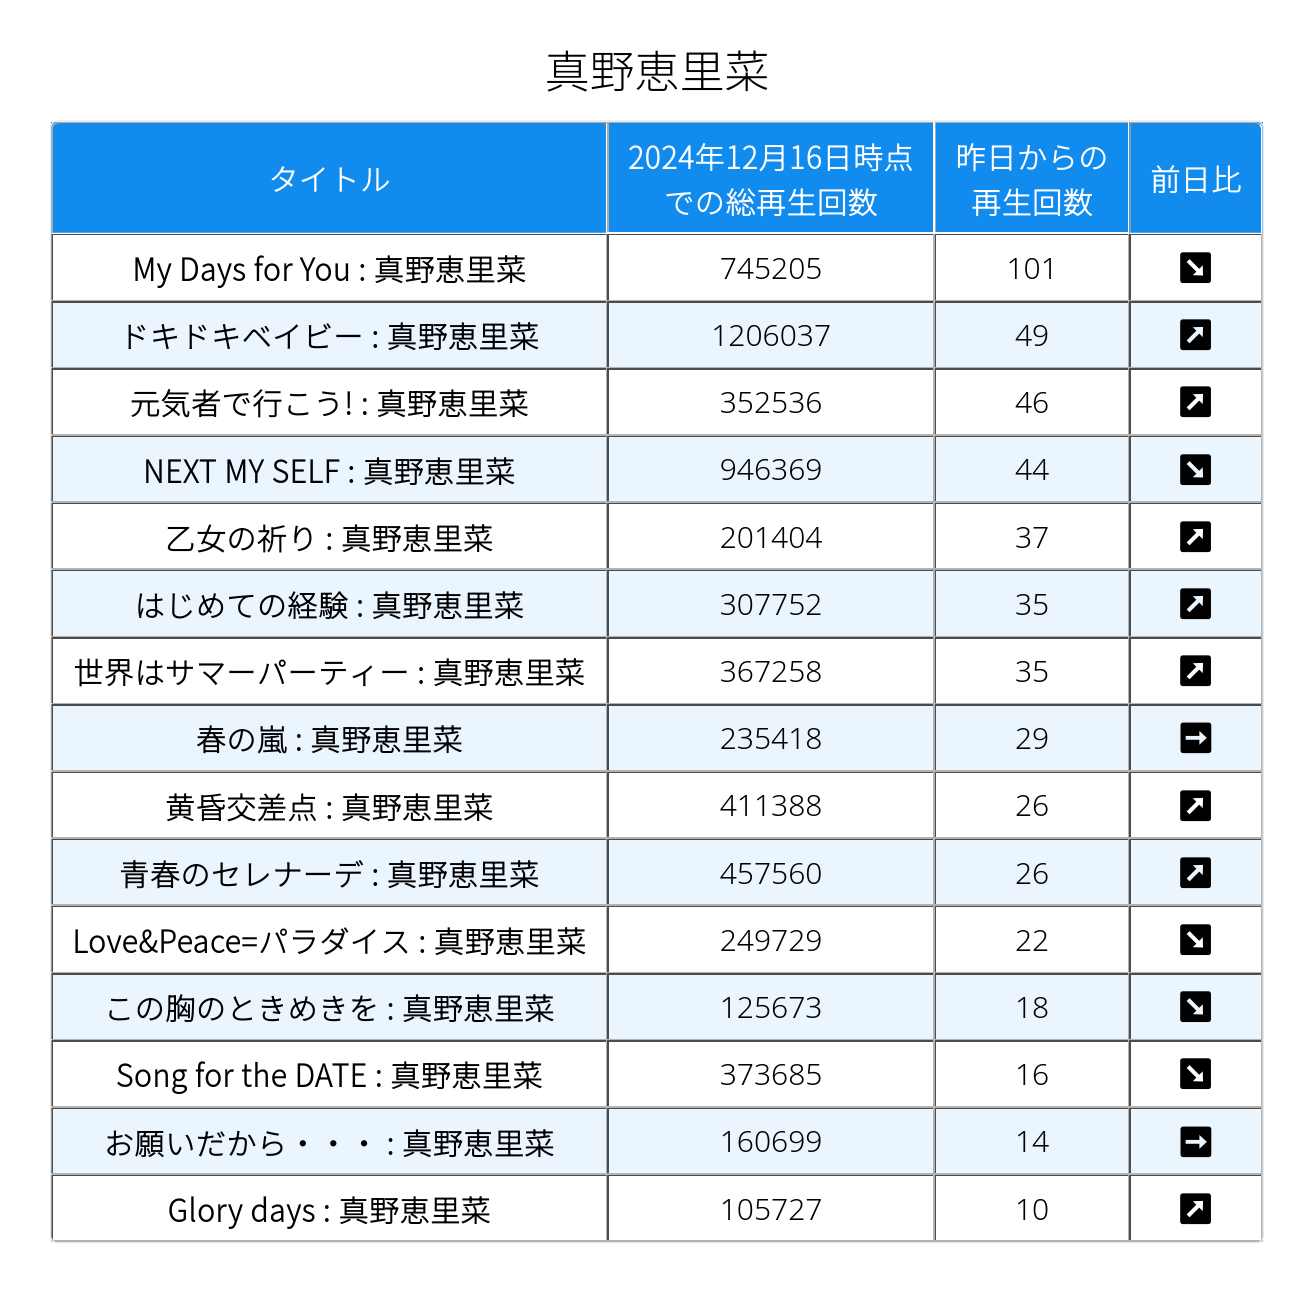 真野恵里菜
タイトル 2024年12月16日時点での総再生回数 昨日からの再生回数 前日比
My Days for You : 真野恵里菜 745205 101 ↘
ドキドキベイビー : 真野恵里菜 1206037 49 ↗
元気者で行こう! : 真野恵里菜 352536 46 ↗
NEXT MY SELF : 真野恵里菜 946369 44 ↘
乙女の祈り : 真野恵里菜 201404 37 ↗
はじめての経験 : 真野恵里菜 307752 35 ↗
世界はサマーパーティー : 真野恵里菜 367258 35 ↗
春の嵐 : 真野恵里菜 235418 29 →
黄昏交差点 : 真野恵里菜 411388 26 ↗
青春のセレナーデ : 真野恵里菜 457560 26 ↗
Love&Peace=パラダイス : 真野恵里菜 249729 22 ↘
この胸のときめきを : 真野恵里菜 125673 18 ↘
Song for the DATE : 真野恵里菜 373685 16 ↘
お願いだから・・・ : 真野恵里菜 160699 14 →
Glory days : 真野恵里菜 105727 10 ↗